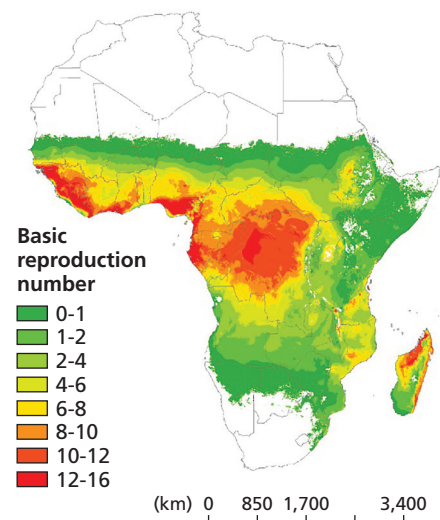 Basic
reproduction
number
0-1
1-2
2-4
4-6
6-8
8-10
10-12
12-16
(km) 0 850 1,700 3,400